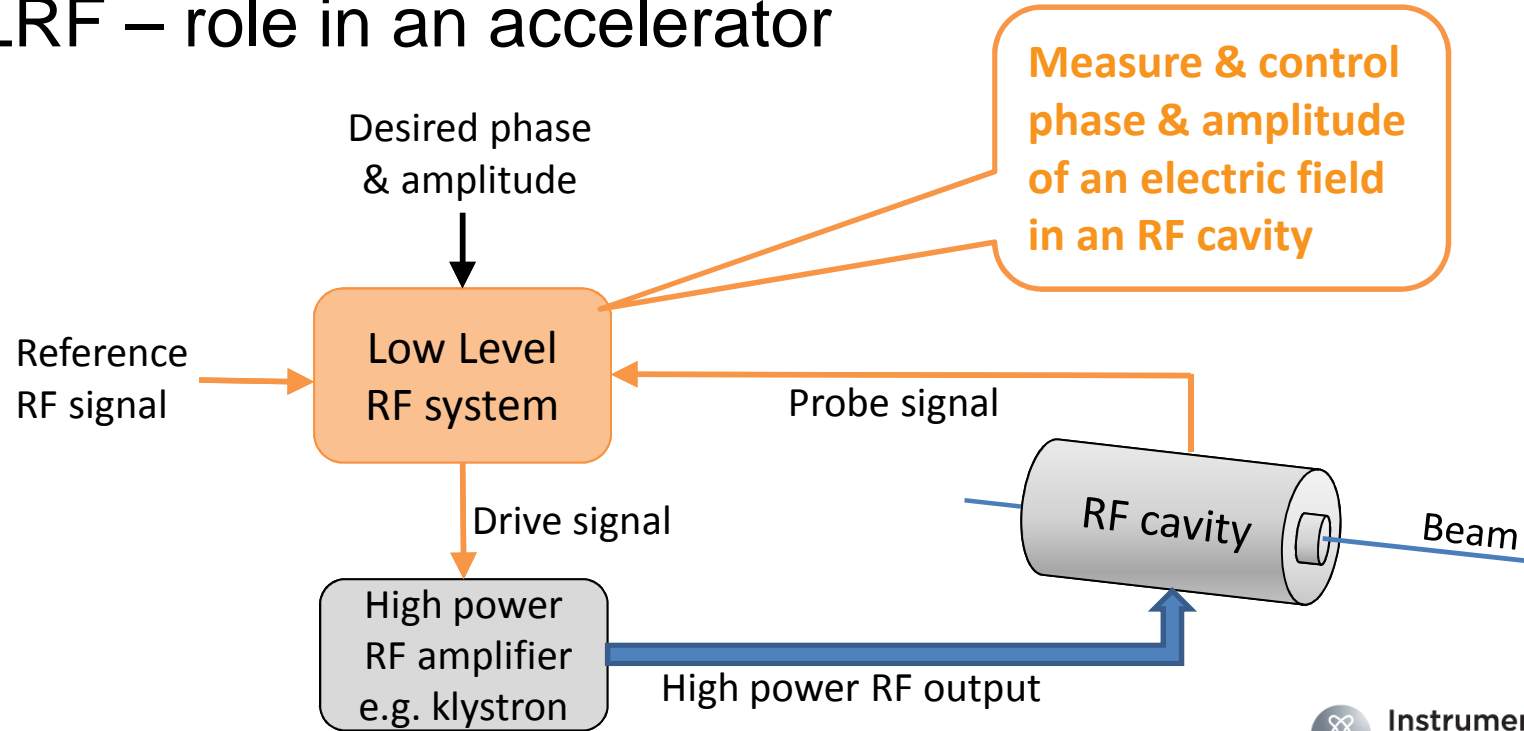 LRF – role in an accelerator
Measure & control
phase & amplitude
of an electric field
in an RF cavity
Desired phase
& amplitude
Reference
RF signal
Low Level
RF system
Probe signal
Drive signal
RF cavity
Beam
High power
RF amplifier
e.g. klystron
High power RF output